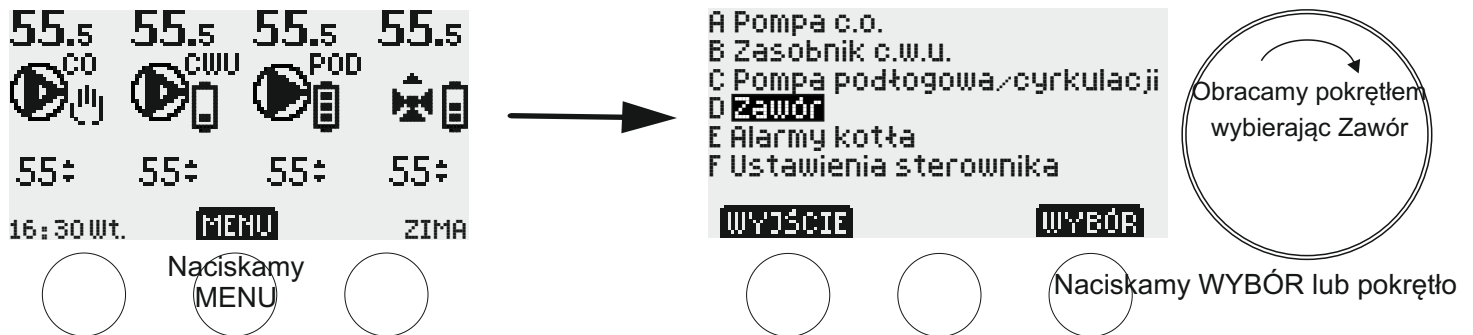 55.5 55.5 55.5 55.5
CO CWU POD
55 55 55 55
16:30 Wt. MENU ZIMA
Naciskamy
MENU
A Pompa c.o.
B Zasobnik c.w.u.
C Pompa podłogowa/cyrkulacji
D Zawór
E Alarmy kotła
F Ustawienia sterownika
WYJŚCIE WYBÓR
Obracamy pokrętłem
wybierając Zawór
Naciskamy WYBÓR lub pokrętło